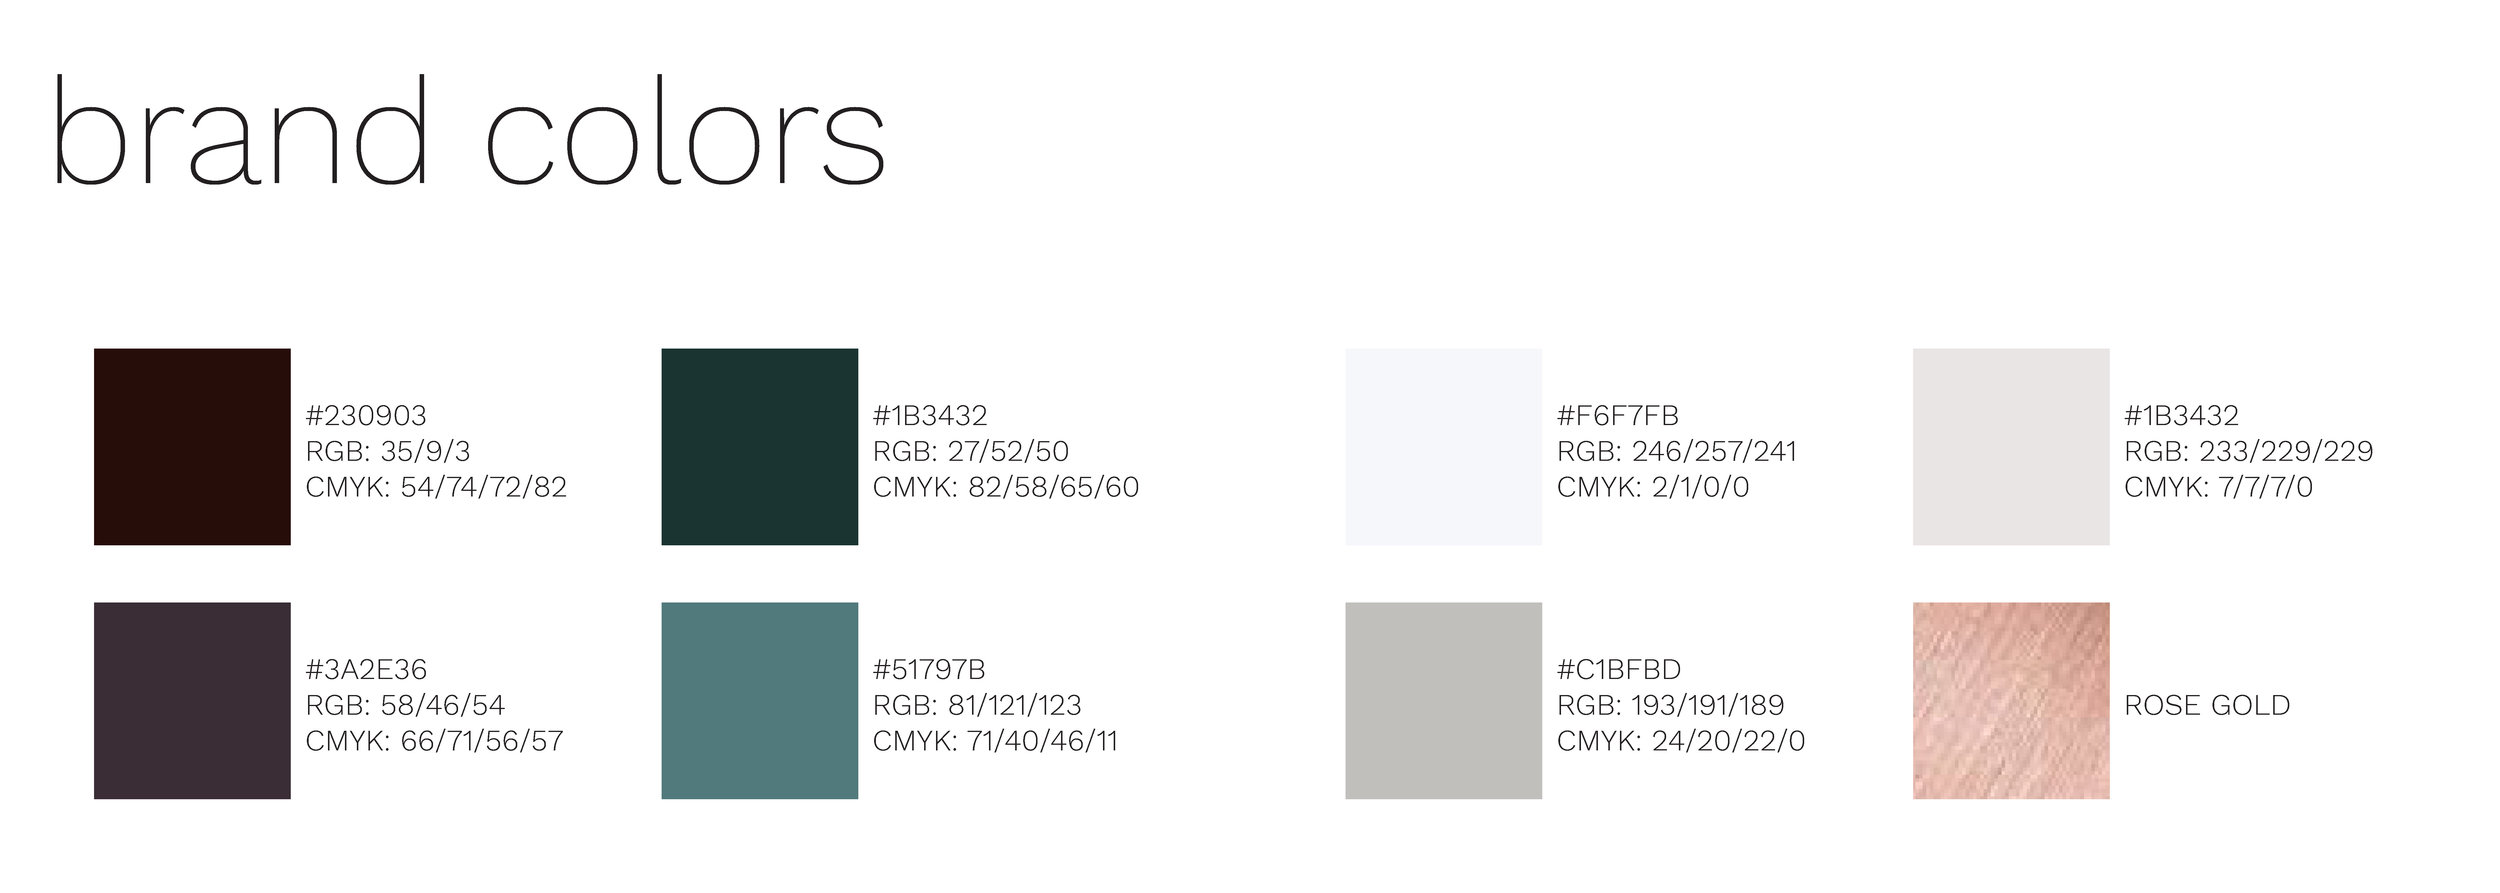 brand colors
#230903
RGB: 35/9/3
CMYK: 54/74/72/82
#1B3432
RGB: 27/52/50
CMYK: 82/58/65/60
#F6F7FB
RGB: 246/257/241
CMYK: 2/1/0/0
#1B3432
RGB: 233/229/229
CMYK: 7/7/7/0
#3A2E36
RGB: 58/46/54
CMYK: 66/71/56/57
#51797B
RGB: 81/121/123
CMYK: 71/40/46/11
#C1BFBD
RGB: 193/191/189
CMYK: 24/20/22/0
ROSE GOLD